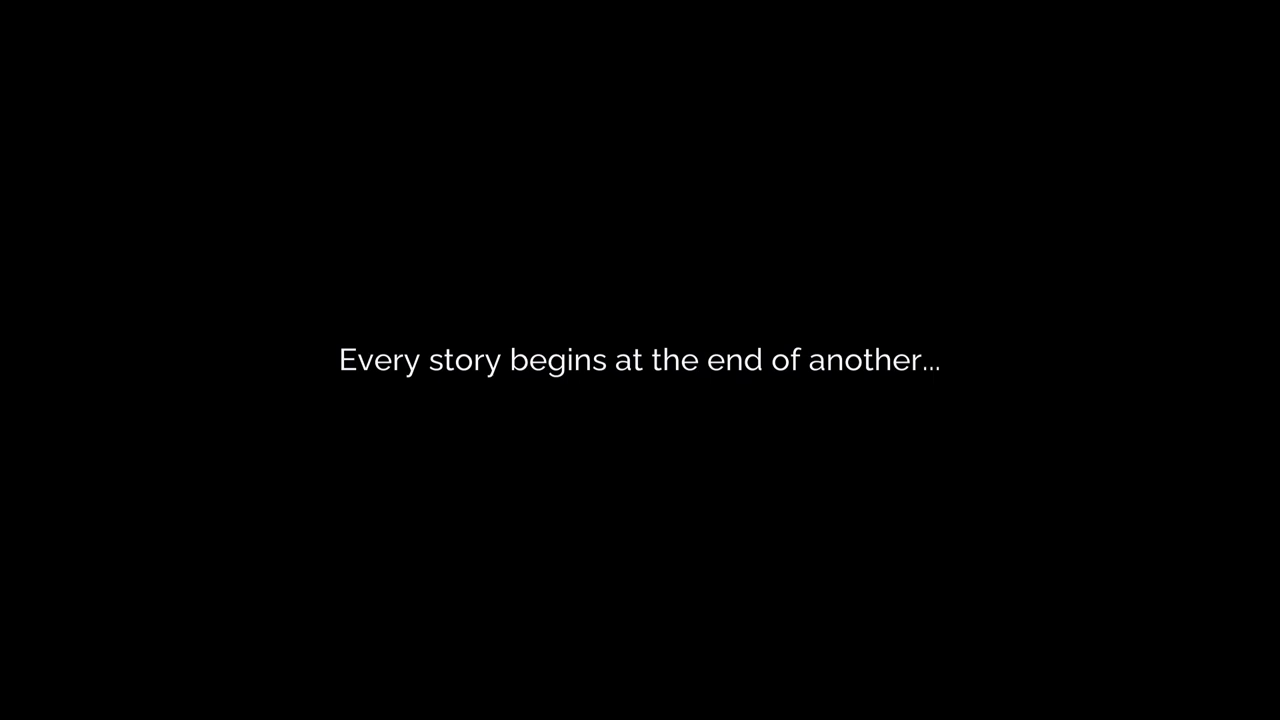 Every story begins at the end of another...